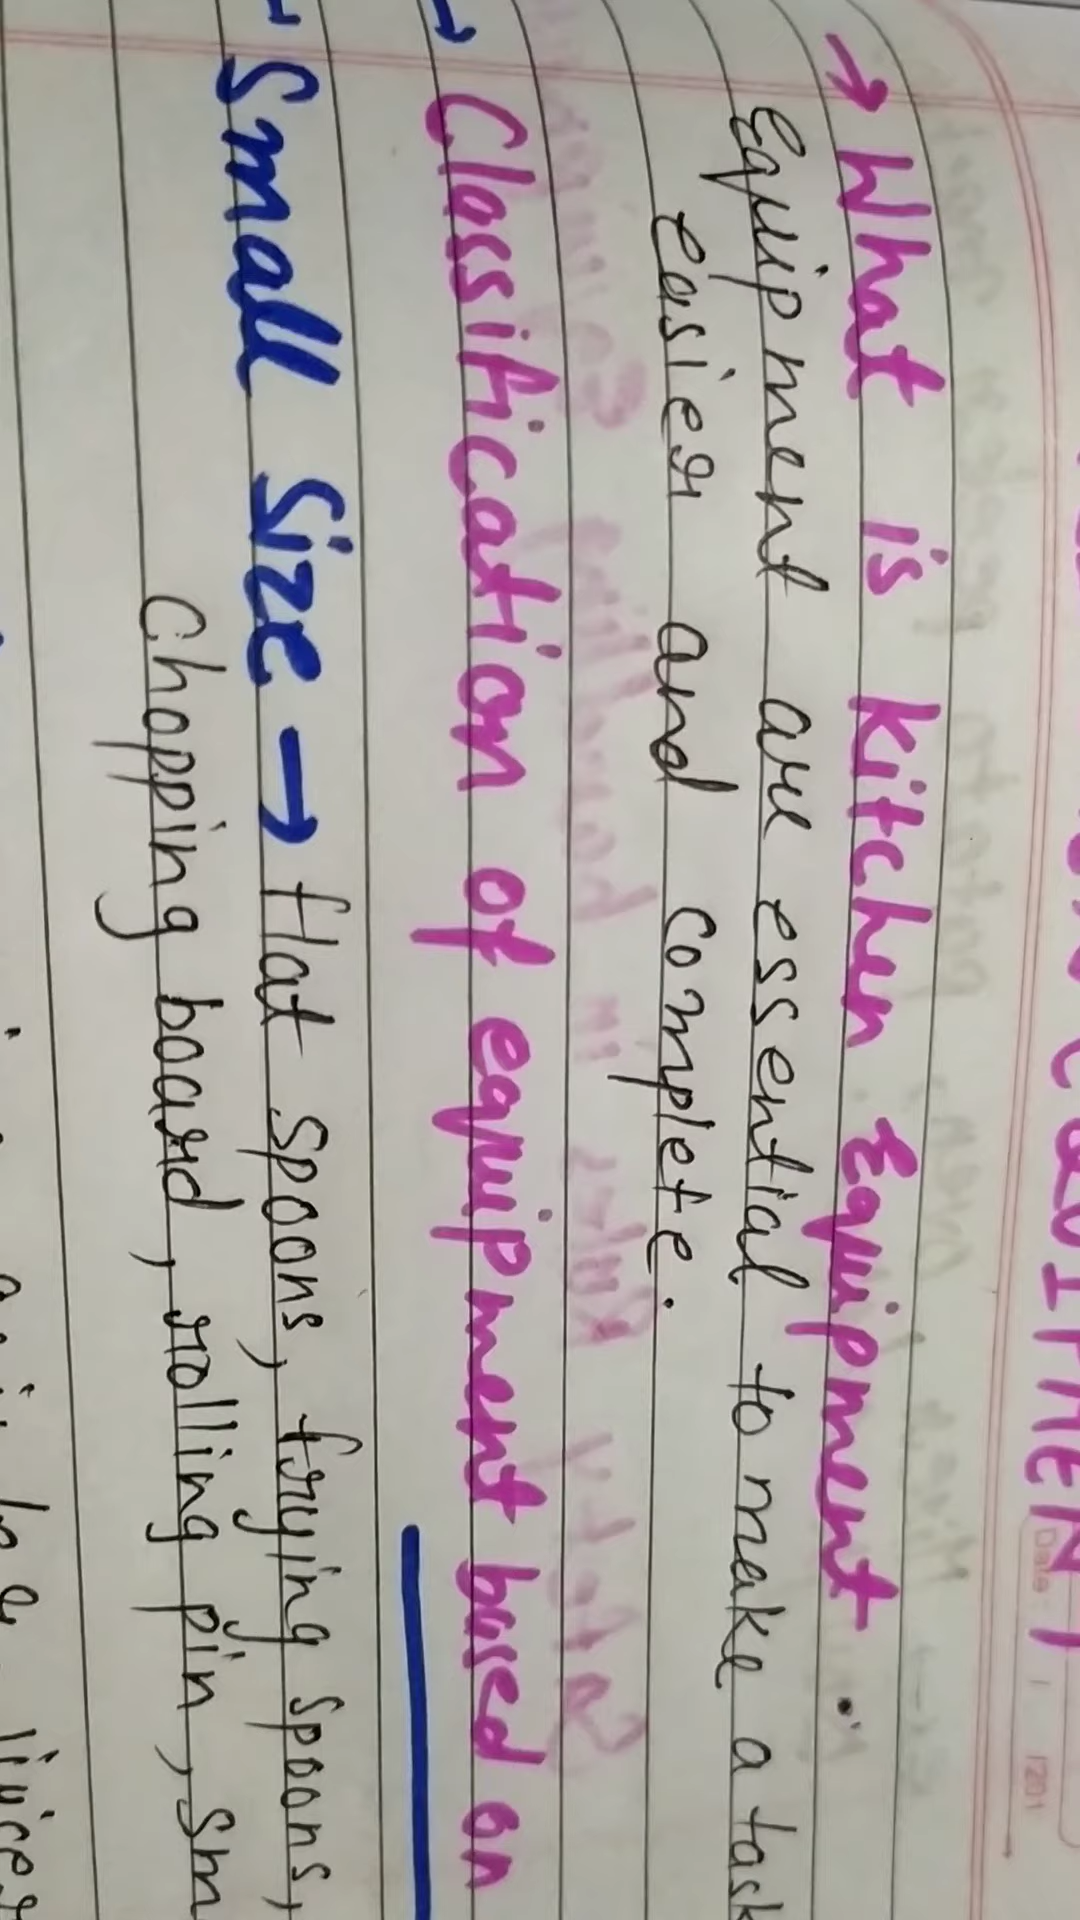 → What is kitchen Equipment
Equipment are essential to make a task
easier and complete.
→ Classification of equipment based on
Small Size → flat spoons, frying spoons,
Chopping board, rolling pin, sm